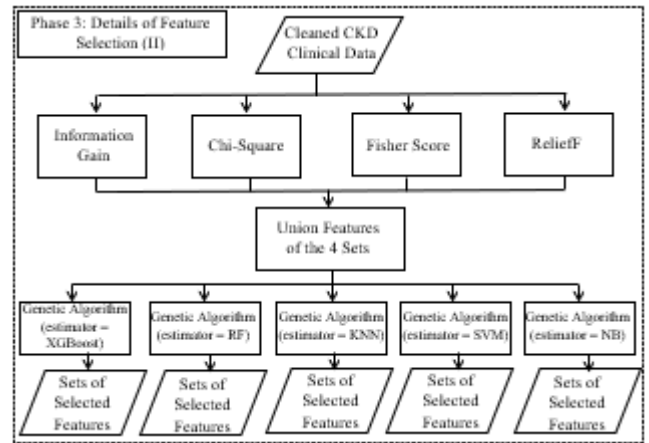 Phase 3: Details of Feature
Selection (II)
Cleaned CKD
Clinical Data
Information
Gain
Chi-Square
Fisher Score
ReliefF
Union Features
of the 4 Sets
Genetic Algorithm
(estimator =
XGBoost)
Genetic Algorithm
(estimator = RF)
Genetic Algorithm
(estimator = KNN)
Genetic Algorithm
(estimator = SVM)
Genetic Algorithm
(estimator = NB)
Sets of
Selected
Features
Sets of
Selected
Features
Sets of
Selected
Features
Sets of
Selected
Features
Sets of
Selected
Features